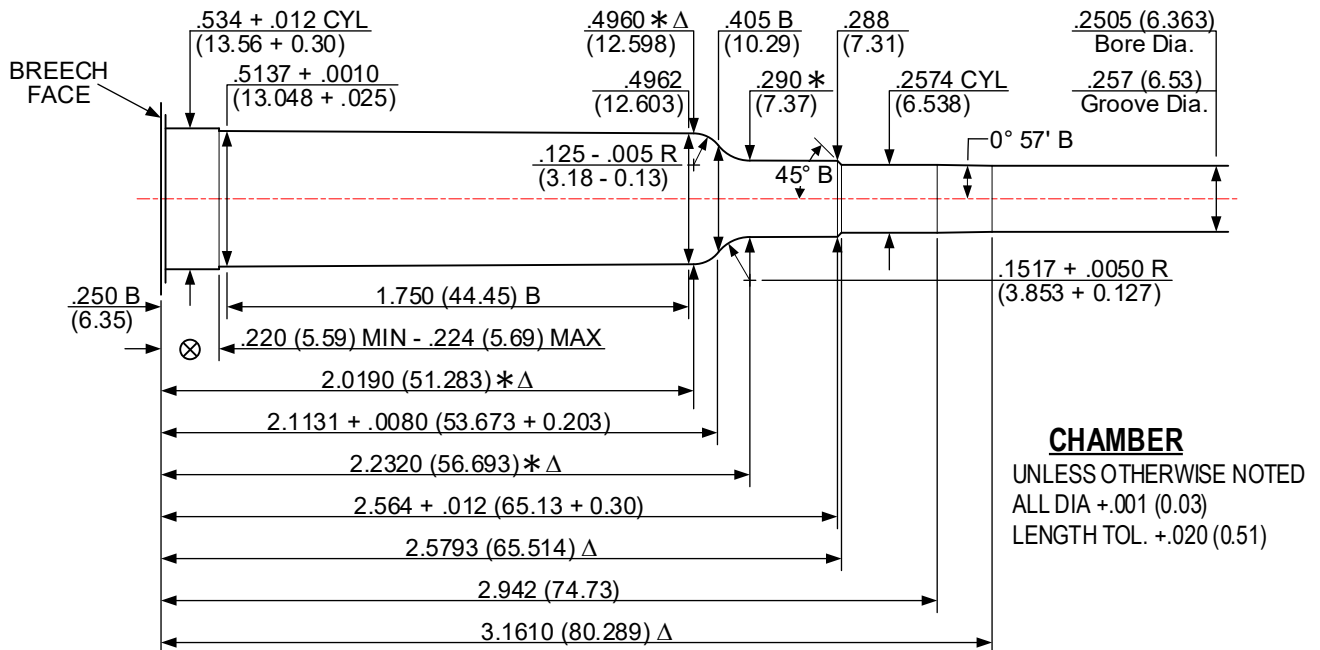 .534 + .012 CYL
(13.56 + 0.30)
.4960 * Δ
(12.598)
.405 B
(10.29)
.288
(7.31)
.2505 (6.363)
Bore Dia.
BREECH
FACE
.5137 + .0010
(13.048 + .025)
.4962
(12.603)
.290 *
(7.37)
.2574 CYL
(6.538)
.257 (6.53)
Groove Dia.
0° 57' B
.125 - .005 R
(3.18 - 0.13)
45° B
.1517 + .0050 R
(3.853 + 0.127)
.250 B
(6.35)
1.750 (44.45) B
.220 (5.59) MIN - .224 (5.69) MAX
2.0190 (51.283) * Δ
2.1131 + .0080 (53.673 + 0.203)
2.2320 (56.693) * Δ
2.564 + .012 (65.13 + 0.30)
2.5793 (65.514) Δ
2.942 (74.73)
3.1610 (80.289) Δ
CHAMBER
UNLESS OTHERWISE NOTED
ALL DIA +.001 (0.03)
LENGTH TOL. +.020 (0.51)